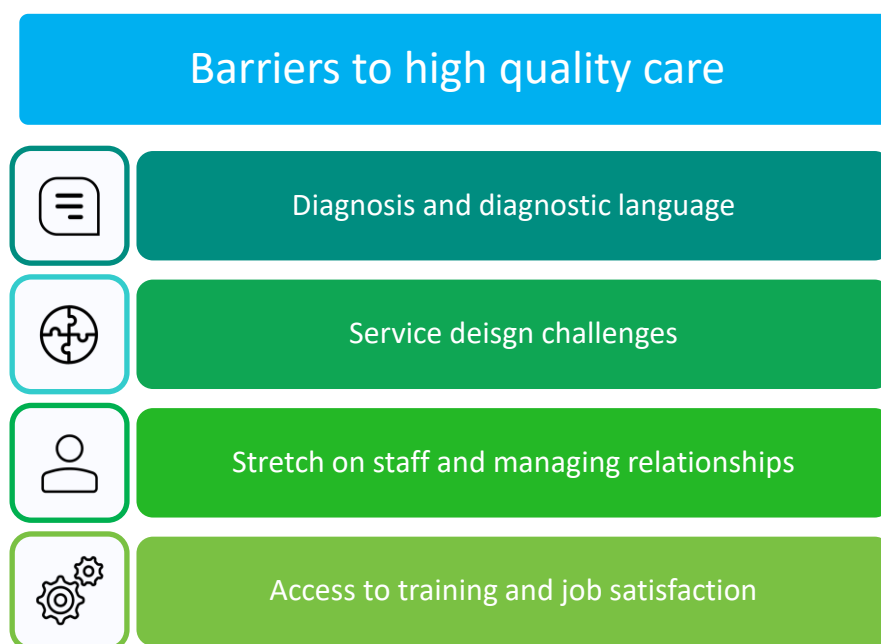 Barriers to high quality care
Diagnosis and diagnostic language
Service deisgn challenges
Stretch on staff and managing relationships
Access to training and job satisfaction